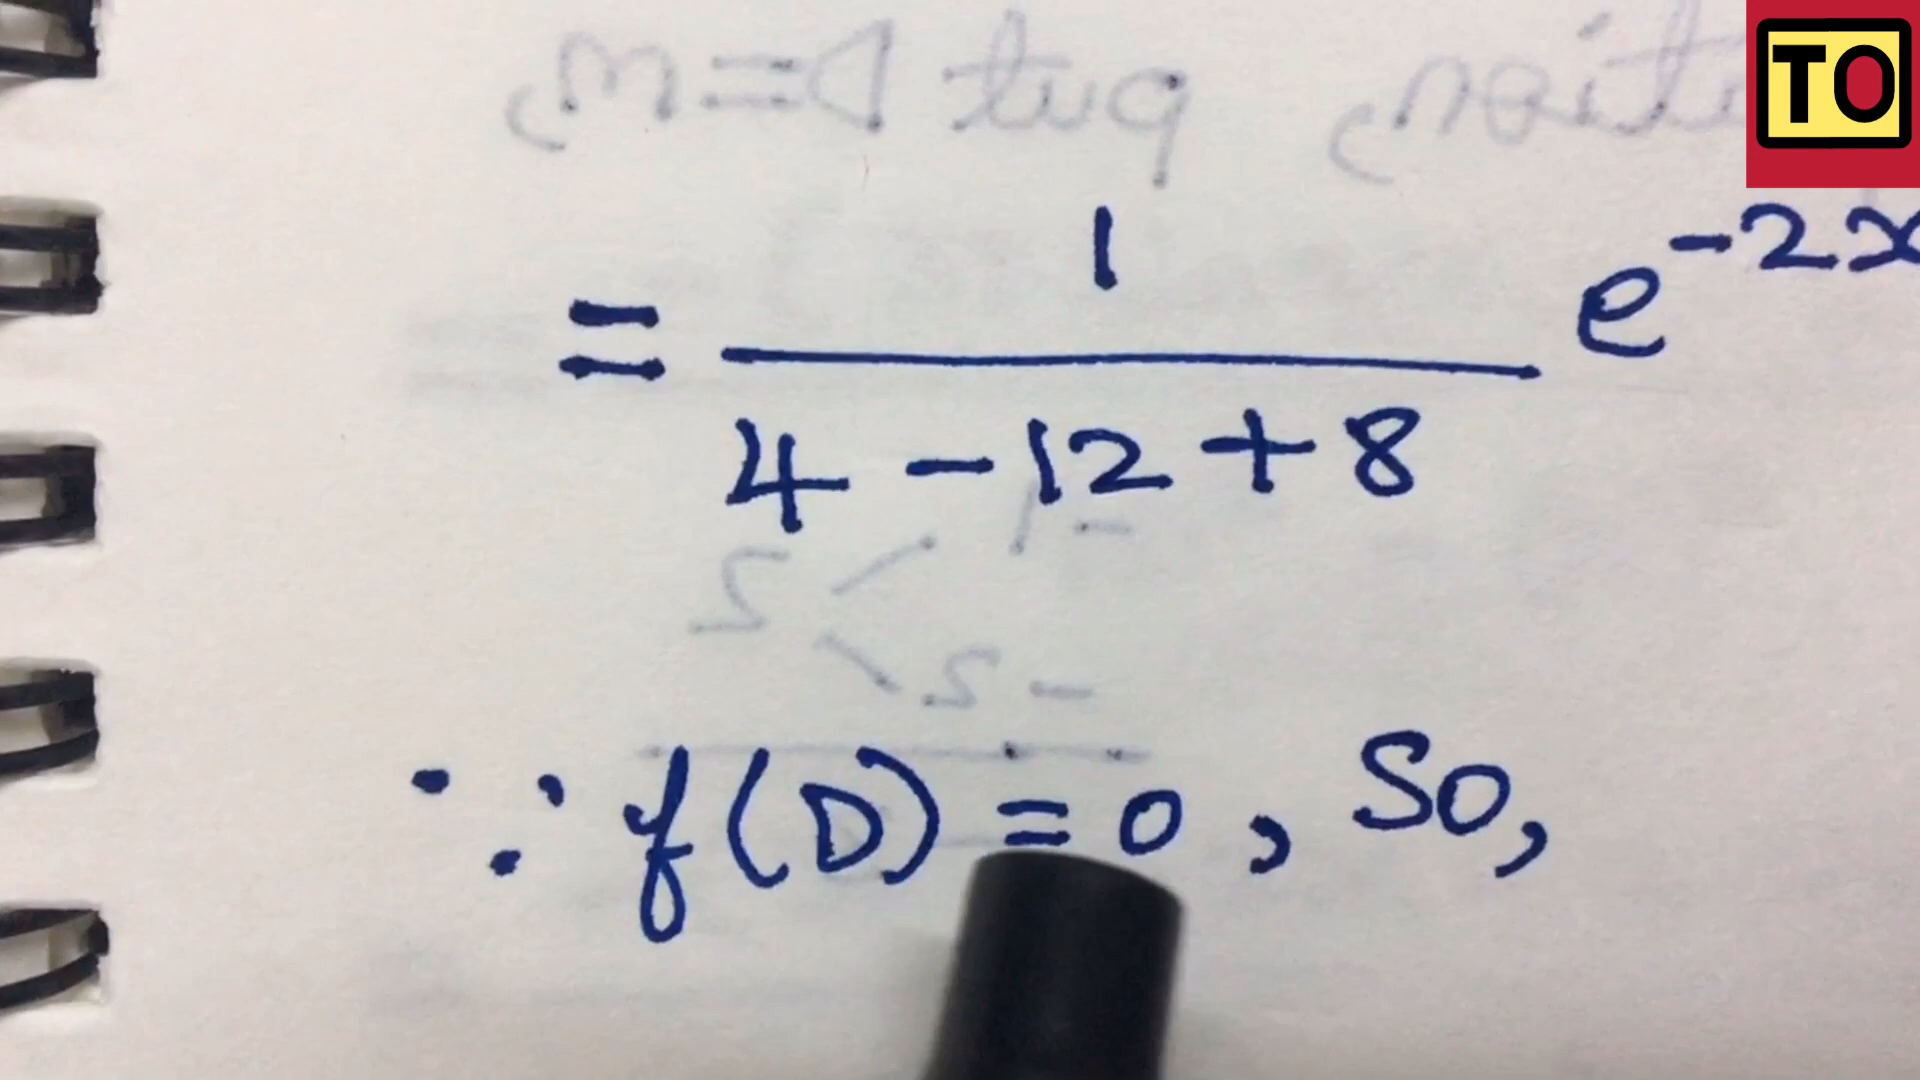 TO
= 1 / 4 - 12 + 8 e^-2x
∵ f(D) = 0, So,